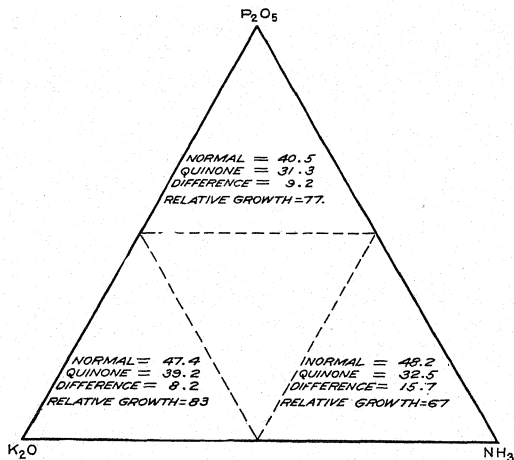 P₂O₅
NORMAL = 40.5
QUINONE = 31.3
DIFFERENCE = 9.2
RELATIVE GROWTH = 77.
NORMAL = 47.4
QUINONE = 39.2
DIFFERENCE = 8.2
RELATIVE GROWTH = 83
NORMAL = 48.2
QUINONE = 32.5
DIFFERENCE = 15.7
RELATIVE GROWTH = 67
K₂O
NH₃